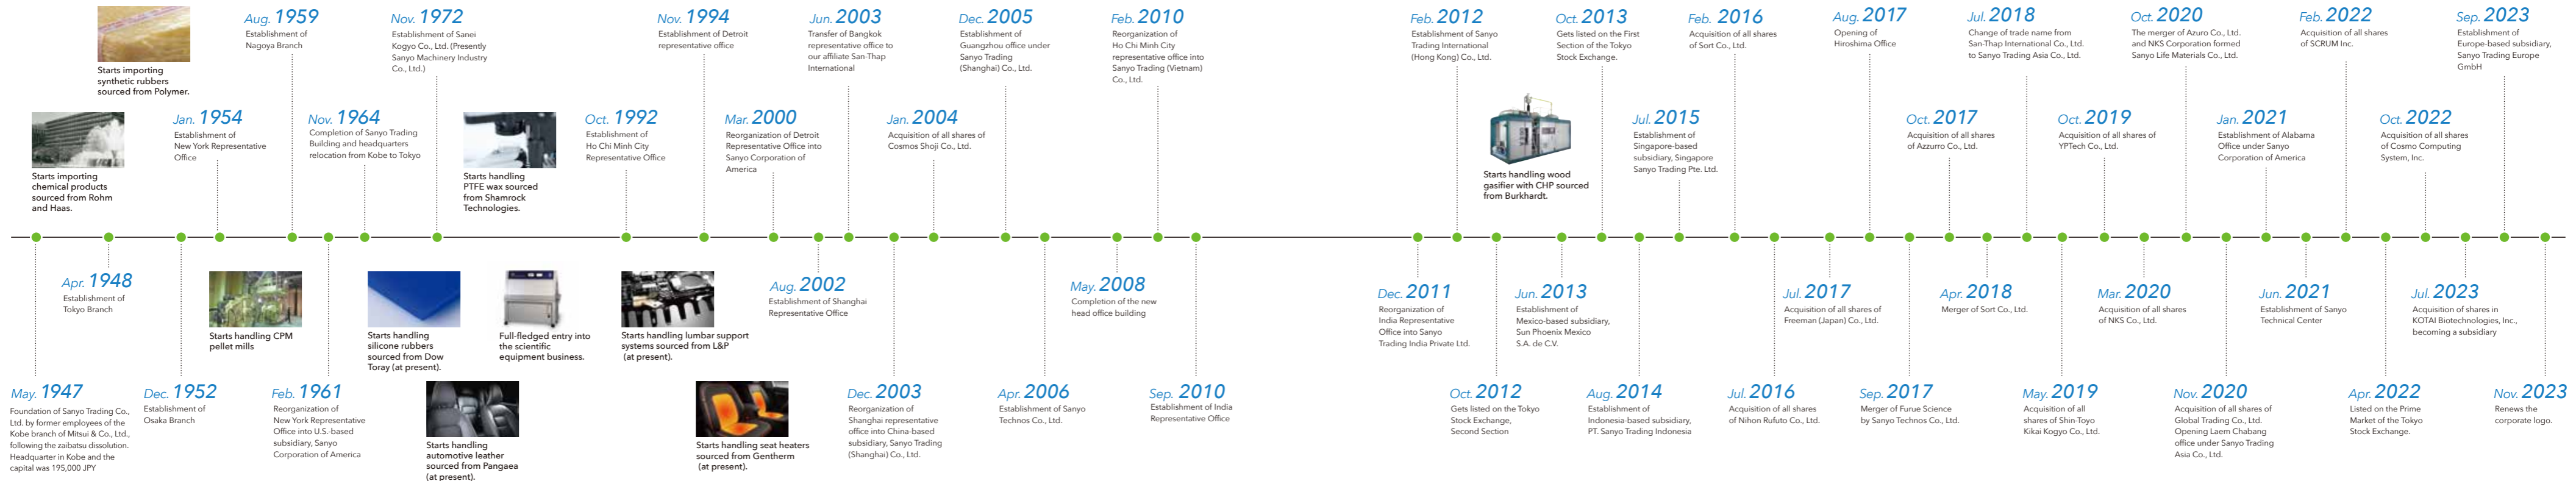 Starts importing
synthetic rubbers
sourced from Polymer.
Aug. 1959
Establishment of
Nagoya Branch
Nov. 1972
Establishment of Sanei
Kogyo Co., Ltd. (Presently
Sanyo Machinery Industry
Co., Ltd.)
Nov. 1994
Establishment of Detroit
representative office
Jun. 2003
Transfer of Bangkok
representative office to
our affiliate San-Thap
International
Dec. 2005
Establishment of
Guangzhou office under
Sanyo Trading
(Shanghai) Co., Ltd.
Feb. 2010
Reorganization of
Ho Chi Minh City
representative office into
Sanyo Trading (Vietnam)
Co., Ltd.
Feb. 2012
Establishment of Sanyo
Trading International
(Hong Kong) Co., Ltd.
Oct. 2013
Gets listed on the First
Section of the Tokyo
Stock Exchange.
Feb. 2016
Acquisition of all shares
of Sort Co., Ltd.
Aug. 2017
Opening of
Hiroshima Office
Jul. 2018
Change of trade name from
San-Thap International Co., Ltd.
to Sanyo Trading Asia Co., Ltd.
Oct. 2020
The merger of Azuro Co., Ltd.
and NKS Corporation formed
Sanyo Life Materials Co., Ltd.
Feb. 2022
Acquisition of all shares
of SCRUM Inc.
Sep. 2023
Establishment of
Europe-based subsidiary,
Sanyo Trading Europe
GmbH
Starts importing
chemical products
sourced from Rohm
and Haas.
Jan. 1954
Establishment of
New York Representative
Office
Nov. 1964
Completion of Sanyo Trading
Building and headquarters
relocation from Kobe to Tokyo
Starts handling
PTFE wax sourced
from Shamrock
Technologies.
Oct. 1992
Establishment of
Ho Chi Minh City
Representative Office
Mar. 2000
Reorganization of Detroit
Representative Office into
Sanyo Corporation of
America
Jan. 2004
Acquisition of all shares of
Cosmos Shoji Co., Ltd.
Starts handling wood
gasifier with CHP sourced
from Burkhardt.
Jul. 2015
Establishment of
Singapore-based
subsidiary, Singapore
Sanyo Trading Pte. Ltd.
Oct. 2017
Acquisition of all shares
of Azzurro Co., Ltd.
Oct. 2019
Acquisition of all shares of
YPTech Co., Ltd.
Jan. 2021
Establishment of Alabama
Office under Sanyo
Corporation of America
Oct. 2022
Acquisition of all shares
of Cosmo Computing
System, Inc.
Apr. 1948
Establishment of
Tokyo Branch
Starts handling CPM
pellet mills
Starts handling
silicone rubbers
sourced from Dow
Toray (at present).
Full-fledged entry into
the scientific
equipment business.
Starts handling lumbar support
systems sourced from L&P
(at present).
Aug. 2002
Establishment of Shanghai
Representative Office
May. 2008
Completion of the new
head office building
Dec. 2011
Reorganization of
India Representative
Office into Sanyo
Trading India Private Ltd.
Jun. 2013
Establishment of
Mexico-based subsidiary,
Sun Phoenix Mexico
S.A. de C.V.
Jul. 2017
Acquisition of all shares of
Freeman (Japan) Co., Ltd.
Apr. 2018
Merger of Sort Co., Ltd.
Mar. 2020
Acquisition of all shares
of NKS Co., Ltd.
Jun. 2021
Establishment of Sanyo
Technical Center
Jul. 2023
Acquisition of shares in
KOTAI Biotechnologies, Inc.,
becoming a subsidiary
May. 1947
Foundation of Sanyo Trading Co.,
Ltd. by former employees of the
Kobe branch of Mitsui & Co., Ltd.,
following the zaibatsu dissolution.
Headquarter in Kobe and the
capital was 195,000 JPY
Dec. 1952
Establishment of
Osaka Branch
Feb. 1961
Reorganization of
New York Representative
Office into U.S.-based
subsidiary, Sanyo
Corporation of America
Starts handling
automotive leather
sourced from Pangaea
(at present).
Starts handling seat heaters
sourced from Gentherm
(at present).
Dec. 2003
Reorganization of
Shanghai representative
office into China-based
subsidiary, Sanyo Trading
(Shanghai) Co., Ltd.
Apr. 2006
Establishment of Sanyo
Technos Co., Ltd.
Sep. 2010
Establishment of India
Representative Office
Oct. 2012
Gets listed on the Tokyo
Stock Exchange,
Second Section
Aug. 2014
Establishment of
Indonesia-based subsidiary,
PT. Sanyo Trading Indonesia
Jul. 2016
Acquisition of all shares
of Nihon Rufuto Co., Ltd.
Sep. 2017
Merger of Furue Science
by Sanyo Technos Co., Ltd.
May. 2019
Acquisition of all
shares of Shin-Toyo
Kikai Kogyo Co., Ltd.
Nov. 2020
Acquisition of all shares of
Global Trading Co., Ltd.
Opening Laem Chabang
office under Sanyo Trading
Asia Co., Ltd.
Apr. 2022
Listed on the Prime
Market of the Tokyo
Stock Exchange.
Nov. 2023
Renews the
corporate logo.